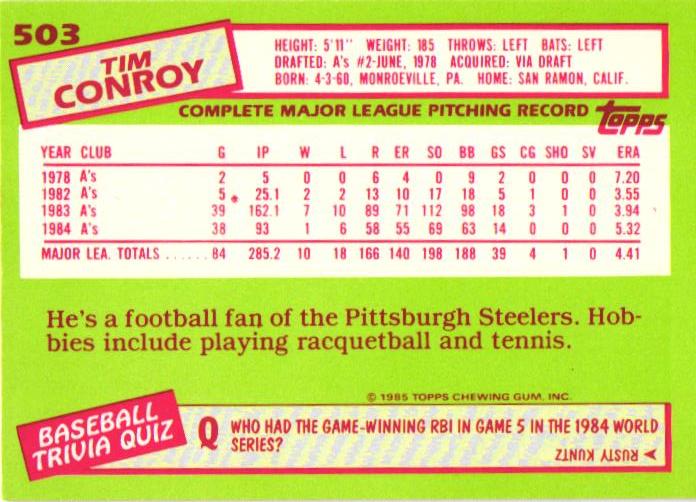 503
TIM
CONROY
HEIGHT: 5'11" WEIGHT: 185 THROWS: LEFT BATS: LEFT
DRAFTED: A's #2-JUNE, 1978 ACQUIRED: VIA DRAFT
BORN: 4-3-60, MONROEVILLE, PA. HOME: SAN RAMON, CALIF.
COMPLETE MAJOR LEAGUE PITCHING RECORD
TOPPS
YEAR CLUB G IP W L R ER SO BB GS CG SHO SV ERA
1978 A's 2 5 0 0 6 4 0 9 2 0 0 0 7.20
1982 A's 5 25.1 2 2 13 10 17 18 5 1 0 0 3.55
1983 A's 39 162.1 7 10 89 71 112 98 18 3 1 0 3.94
1984 A's 38 93 1 6 58 55 69 63 14 0 0 0 5.32
MAJOR LEA. TOTALS ...... 84 285.2 10 18 166 140 198 188 39 4 1 0 4.41
He's a football fan of the Pittsburgh Steelers. Hob-
bies include playing racquetball and tennis.
© 1985 TOPPS CHEWING GUM, INC.
BASEBALL
TRIVIA QUIZ
Q WHO HAD THE GAME-WINNING RBI IN GAME 5 IN THE 1984 WORLD
SERIES?
RUSTY KUNTZ